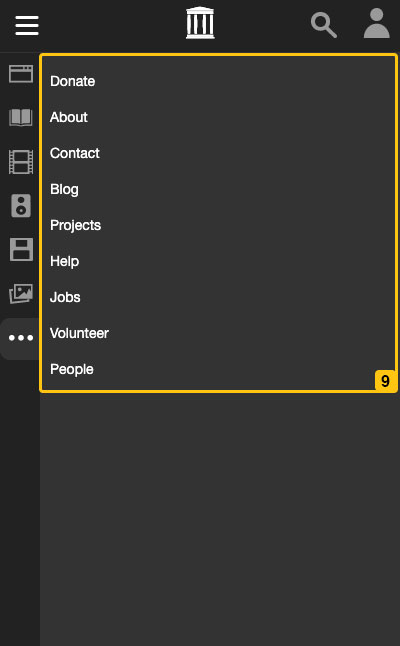 Donate
About
Contact
Blog
Projects
Help
Jobs
Volunteer
People
9